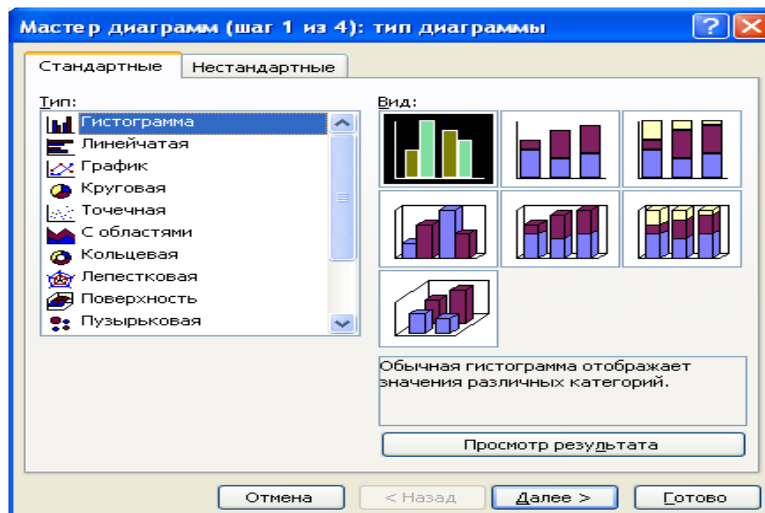 Мастер диаграмм (шаг 1 из 4): тип диаграммы
Стандартные
Нестандартные
Тип:
Гистограмма
Линейчатая
График
Круговая
Точечная
С областями
Кольцевая
Лепестковая
Поверхность
Пузырьковая
Вид:
Обычная гистограмма отображает
значения различных категорий.
Просмотр результата
Отмена
< Назад
Далее >
Готово